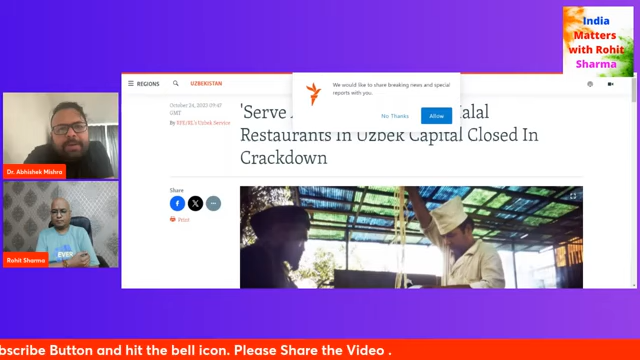 India
Matters
with Rohit
Sharma
REGIONS
UZBEKISTAN
We would like to share breaking news and special
reports with you.
No Thanks
Allow
October 24, 2023 09:47
GMT
By RFE/RL's Uzbek Service
'Serve
Halal
Restaurants In Uzbek Capital Closed In
Crackdown
Share
Print
Dr. Abhishek Mishra
EVER
Rohit Sharma
bscribe Button and hit the bell icon. Please Share the Video .